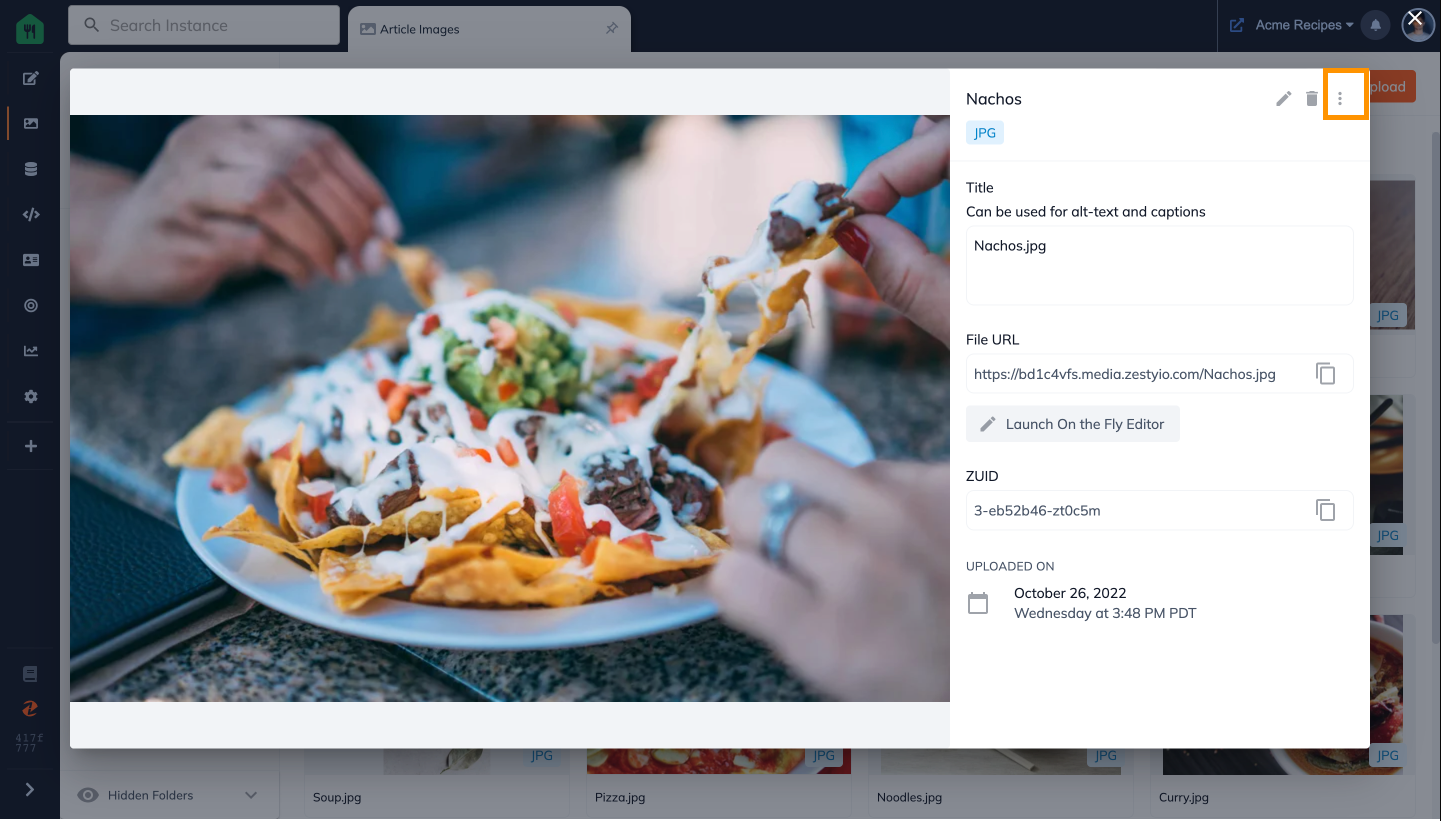 Search Instance
Article Images
Acme Recipes
pload
Nachos
JPG
Title
Can be used for alt-text and captions
Nachos.jpg
File URL
https://bd1c4vfs.media.zestyio.com/Nachos.jpg
Launch On the Fly Editor
ZUID
3-eb52b46-zt0c5m
UPLOADED ON
October 26, 2022
Wednesday at 3:48 PM PDT
JPG
JPG
417f
777
JPG
JPG
JPG
JPG
Hidden Folders
Soup.jpg
Pizza.jpg
Noodles.jpg
Curry.jpg